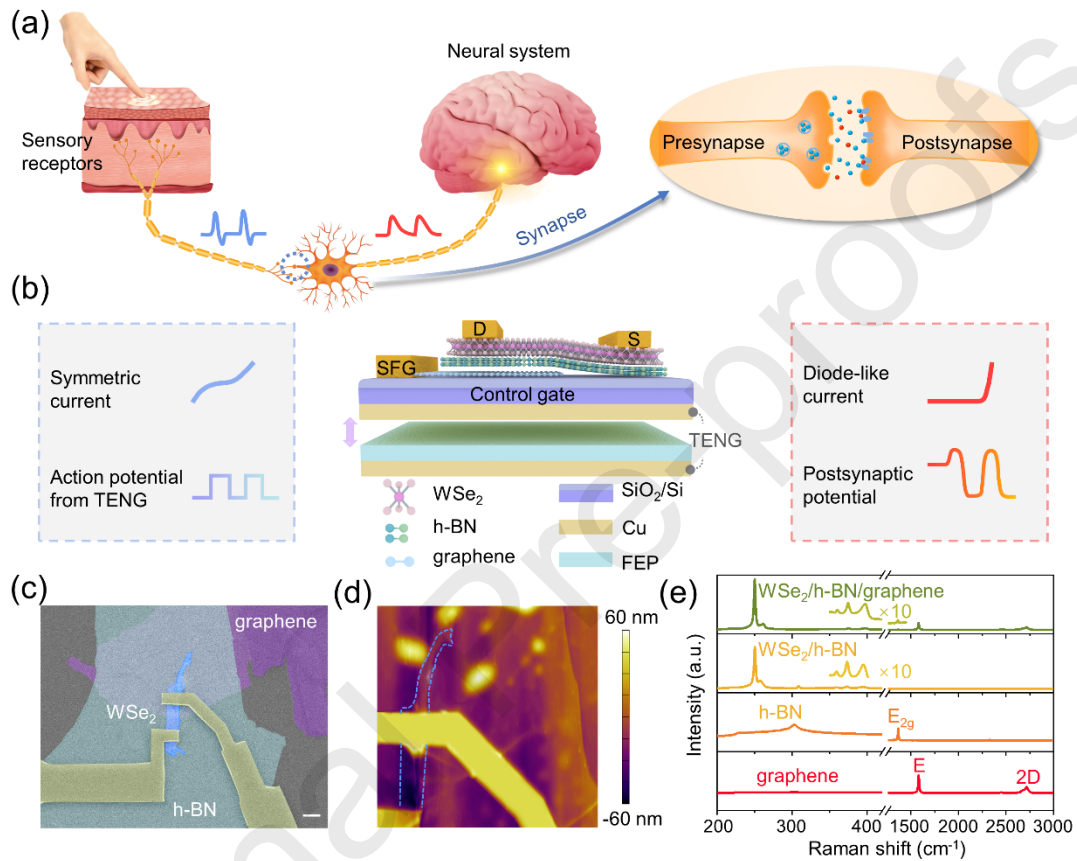 (a)
Neural system
Sensory
receptors
Presynapse
Postsynapse
Synapse
(b)
Symmetric
current
Action potential
from TENG
D
S
SFG
Control gate
TENG
WSe₂
h-BN
graphene
SiO₂/Si
Cu
FEP
Diode-like
current
Postsynaptic
potential
(c)
graphene
WSe₂
h-BN
(d)
60 nm
-60 nm
(e)
WSe₂/h-BN/graphene
×10
WSe₂/h-BN
×10
h-BN
E₂g
graphene
E
2D
Intensity (a.u.)
200 300 400 1500 2000 2500 3000
Raman shift (cm⁻¹)